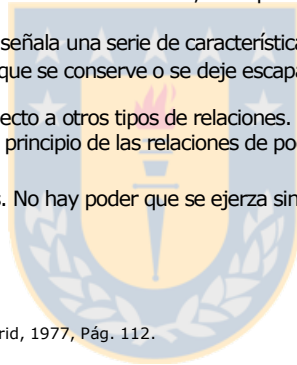 señala una serie de característica
que se conserve o se deje escapa
ecto a otros tipos de relaciones.
principio de las relaciones de po
s. No hay poder que se ejerza sin
rid, 1977, Pág. 112.